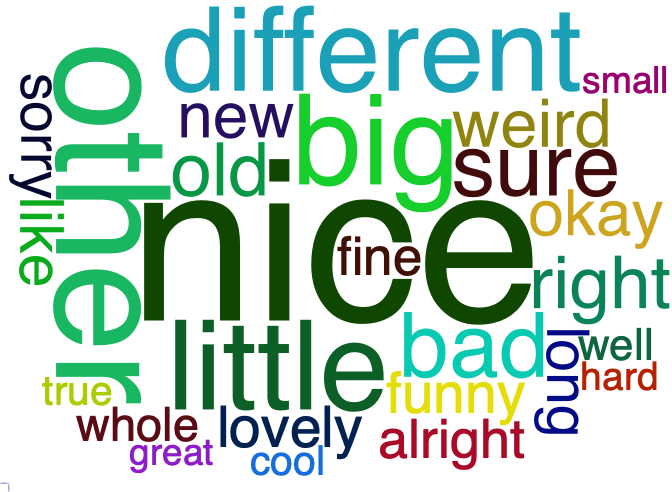 different
small
sorry
other
new
big
weird
old
sure
like
nice
okay
fine
right
little
bad
long
well
hard
true
funny
whole
lovely
alright
great
cool